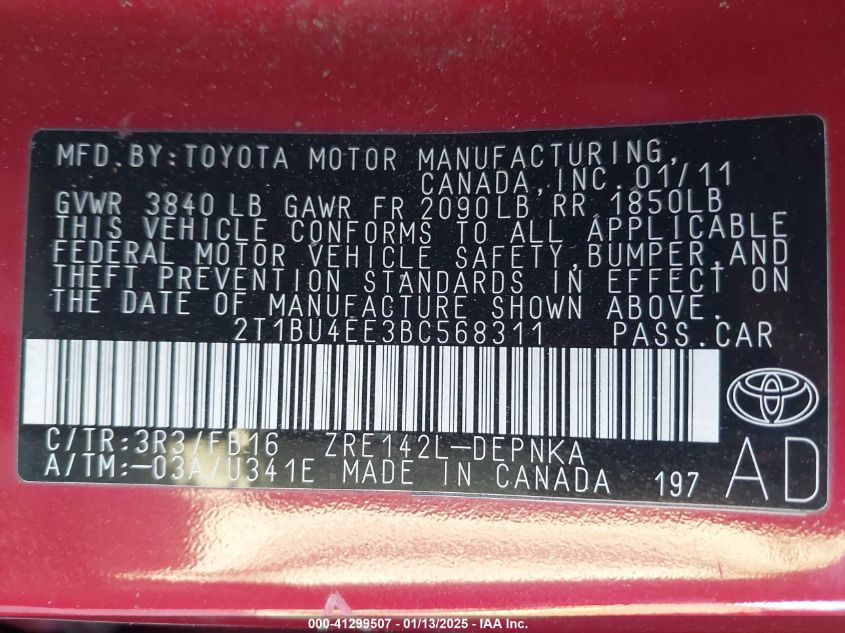 MFD.BY:TOYOTA MOTOR MANUFACTURING,
CANADA,INC.01/11
GVWR 3840LB GAWR FR 2090LB RR 1850LB
THIS VEHICLE CONFORMS TO ALL APPLICABLE
FEDERAL MOTOR VEHICLE SAFETY,BUMPER,AND
THEFT PREVENTION STANDARDS IN EFFECT ON
THE DATE OF MANUFACTURE SHOWN ABOVE.
2T1BU4EE3BC568311 PASS.CAR
C/TR:3R3/FB16 ZRE142L-DEPNKA
A/TM:-03A/U341E MADE IN CANADA 197 AD
000-41299507 - 01/13/2025 - IAA Inc.